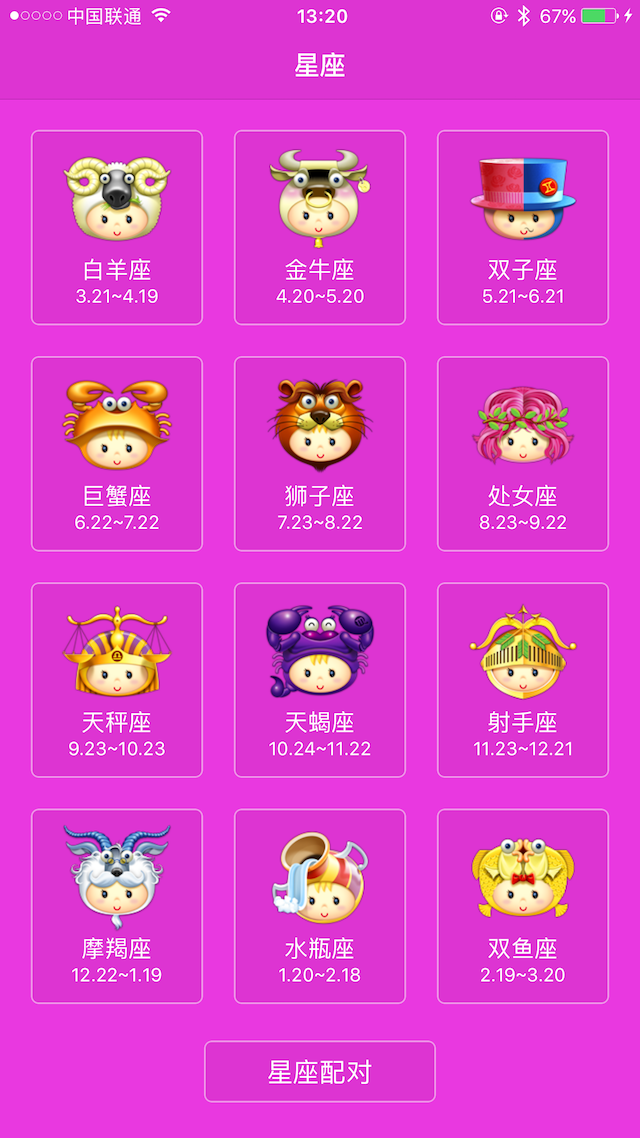 中国联通 13:20 67%
星座
白羊座 金牛座 双子座
3.21~4.19 4.20~5.20 5.21~6.21
巨蟹座 狮子座 处女座
6.22~7.22 7.23~8.22 8.23~9.22
天秤座 天蝎座 射手座
9.23~10.23 10.24~11.22 11.23~12.21
摩羯座 水瓶座 双鱼座
12.22~1.19 1.20~2.18 2.19~3.20
星座配对